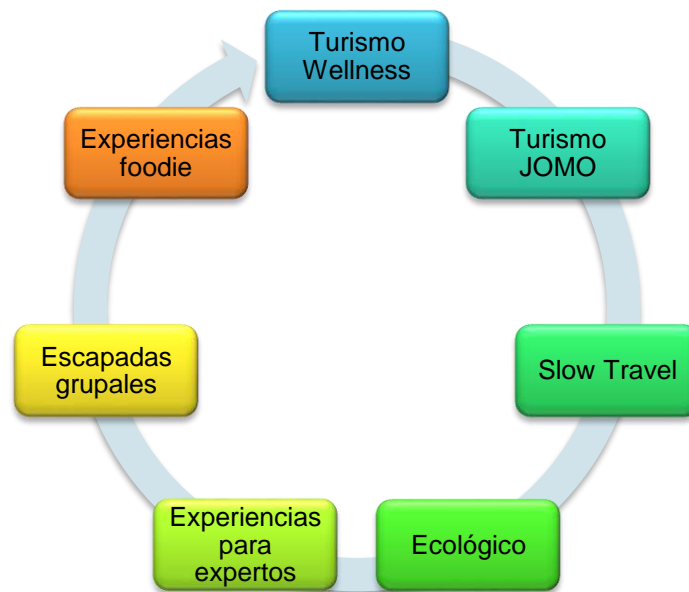 Turismo
Wellness
Turismo
JOMO
Slow Travel
Ecológico
Experiencias
para
expertos
Escapadas
grupales
Experiencias
foodie